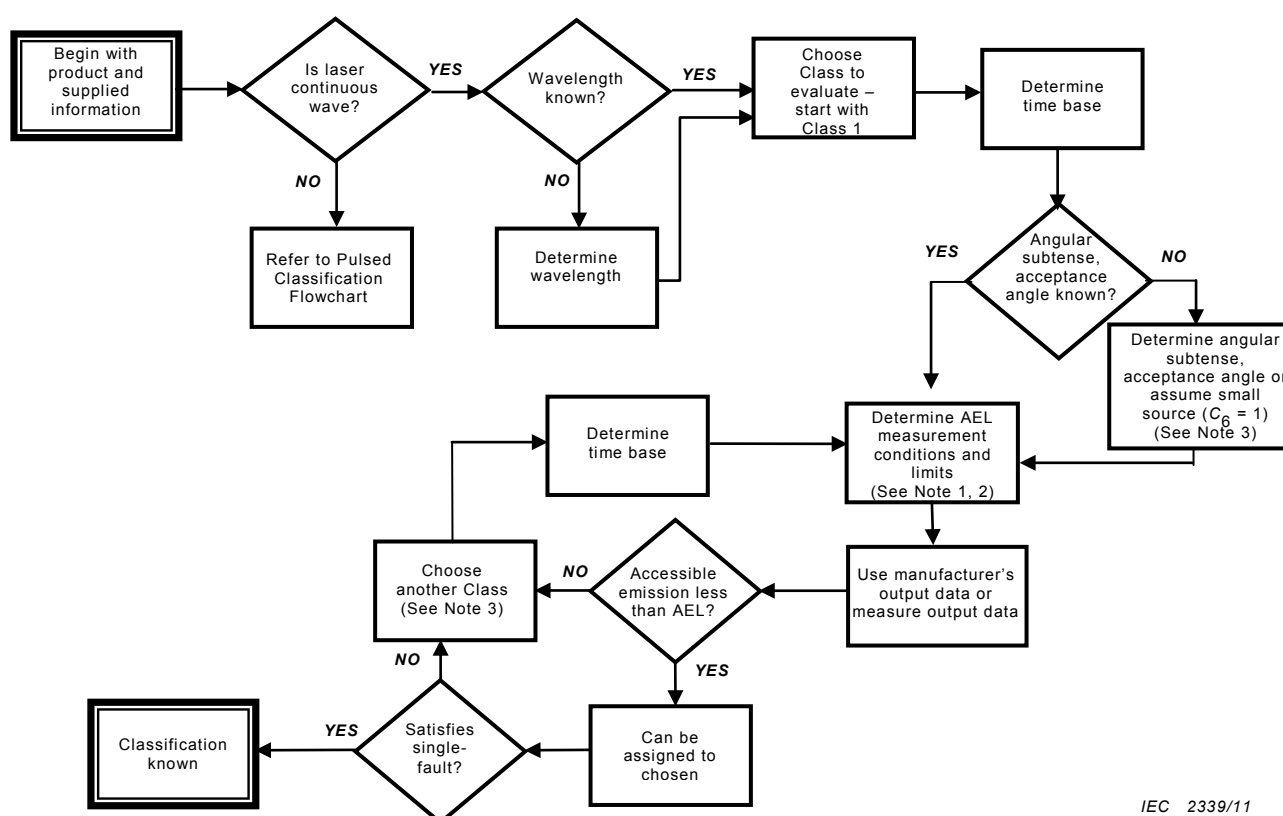 Begin with
product and
supplied
information
Is laser
continuous
wave?
YES
NO
Refer to Pulsed
Classification
Flowchart
Wavelength
known?
YES
NO
Determine
wavelength
Choose
Class to
evaluate –
start with
Class 1
Determine
time base
Angular
subtense,
acceptance
angle known?
YES
NO
Determine angular
subtense,
acceptance angle or
assume small
source (C6 = 1)
(See Note 3)
Determine AEL
measurement
conditions and
limits
(See Note 1, 2)
Determine
time base
Use manufacturer's
output data or
measure output data
Accessible
emission less
than AEL?
NO
YES
Choose
another Class
(See Note 3)
Can be
assigned to
chosen
Satisfies
single-
fault?
NO
YES
Classification
known
IEC 2339/11